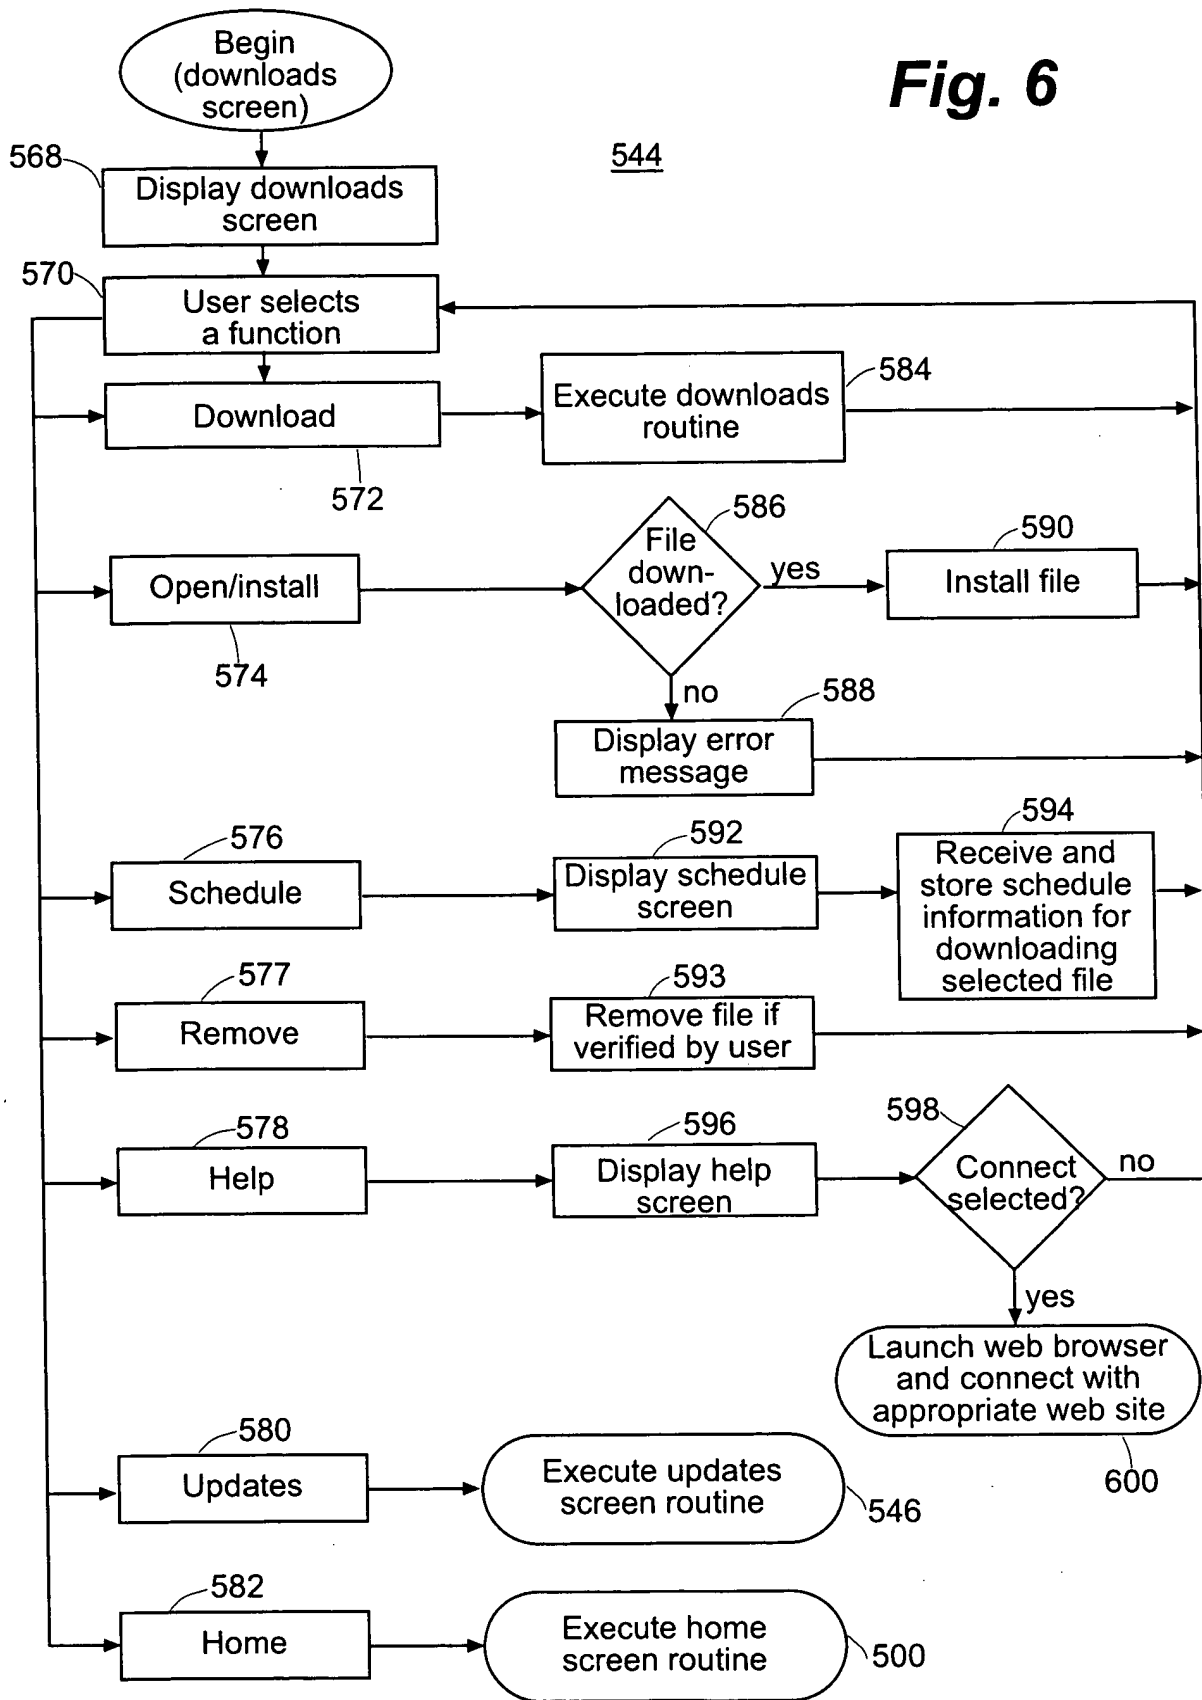 Begin
(downloads
screen)
Fig. 6
544
568
Display downloads
screen
570
User selects
a function
Download
572
Execute downloads
routine
584
Open/install
574
File
down-
loaded?
586
yes
no
Install file
590
Display error
message
588
Schedule
576
Display schedule
screen
592
Receive and
store schedule
information for
downloading
selected file
594
Remove
577
Remove file if
verified by user
593
Help
578
Display help
screen
596
Connect
selected?
598
no
yes
Launch web browser
and connect with
appropriate web site
600
Updates
580
Execute updates
screen routine
546
Home
582
Execute home
screen routine
500